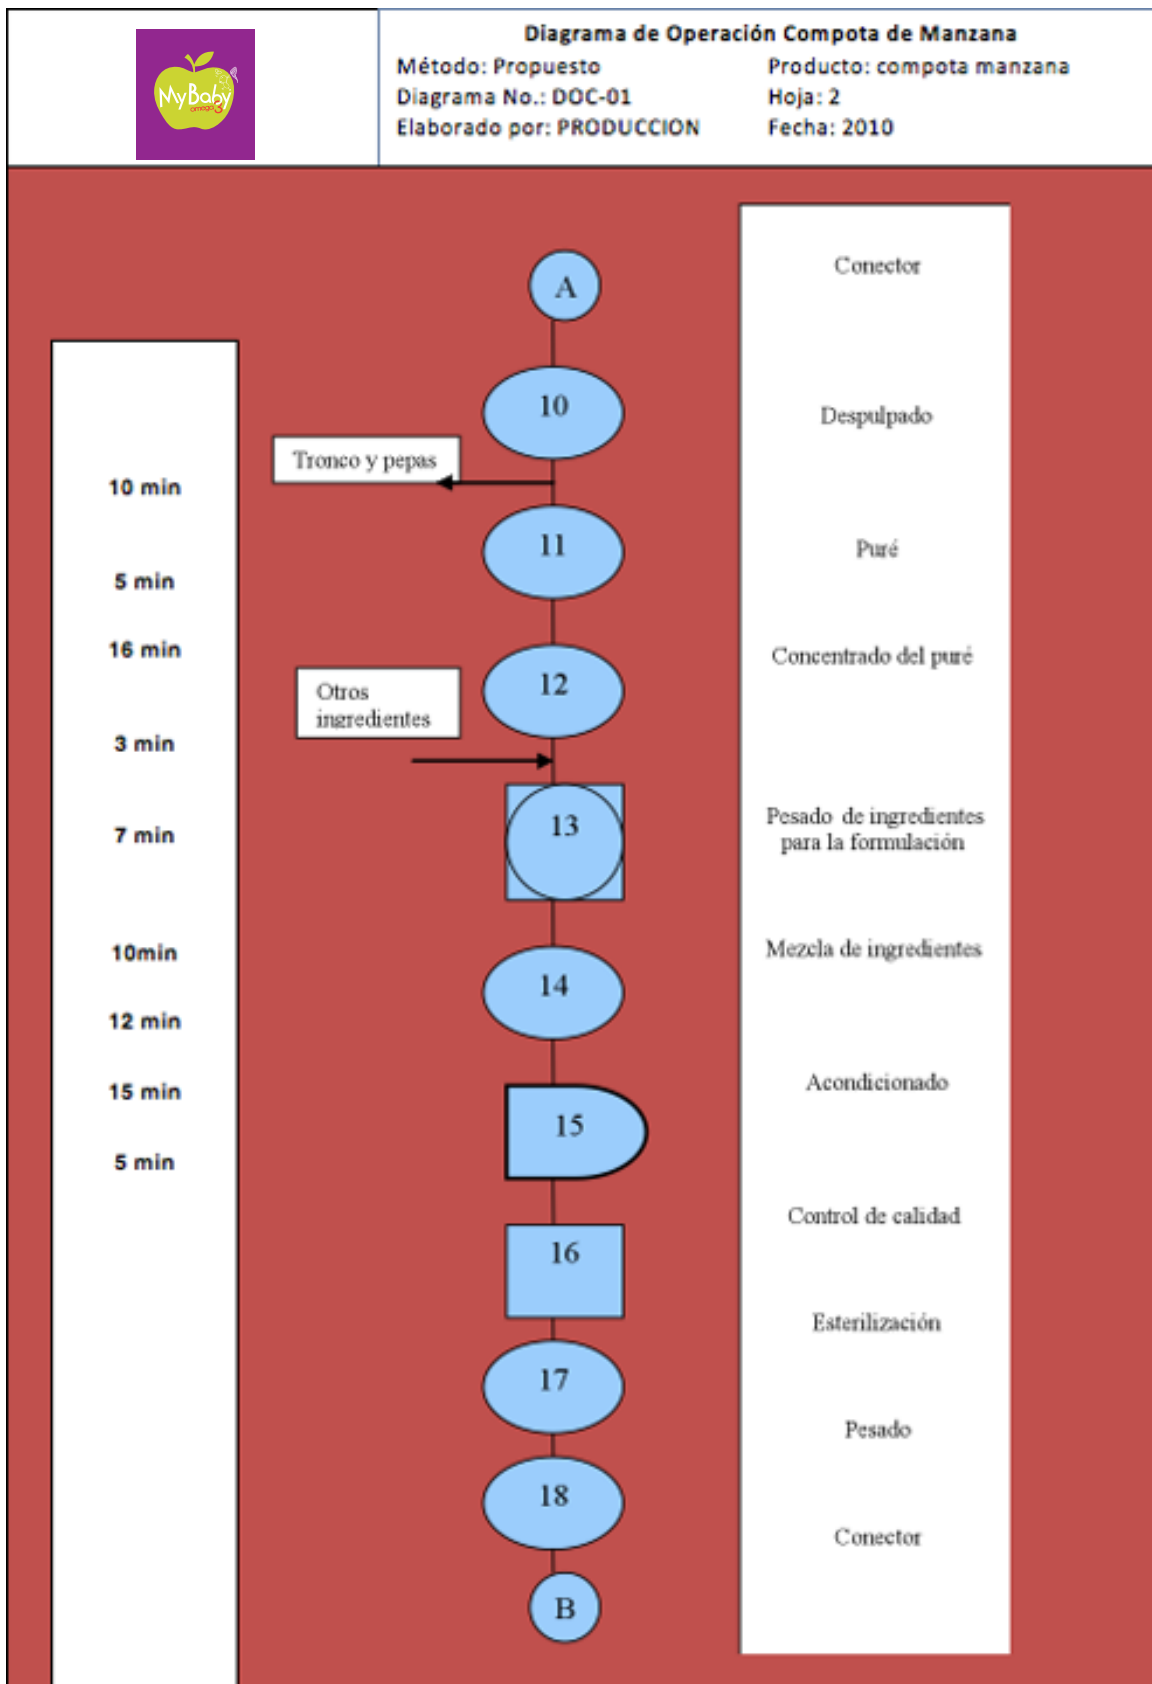 MyBaby
omega3
Diagrama de Operación Compota de Manzana
Método: Propuesto
Producto: compota manzana
Diagrama No.: DOC-01
Hoja: 2
Elaborado por: PRODUCCION
Fecha: 2010
A
Conector
10
Despulpado
Tronco y pepas
10 min
11
Puré
5 min
16 min
12
Concentrado del puré
Otros
ingredientes
3 min
13
7 min
Pesado de ingredientes
para la formulación
10min
14
Mezcla de ingredientes
12 min
15 min
15
Acondicionado
5 min
16
Control de calidad
Esterilización
17
Pesado
18
Conector
B